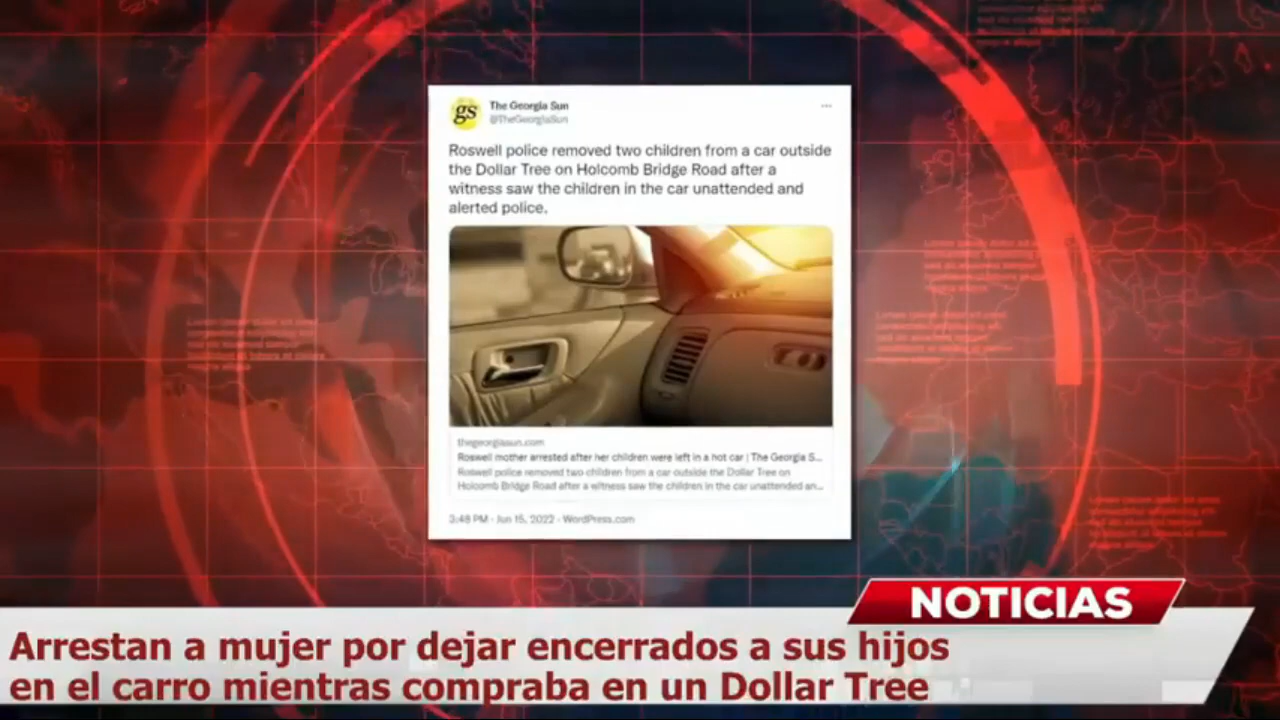 The Georgia Sun
@TheGeorgiaSun
Roswell police removed two children from a car outside
the Dollar Tree on Holcomb Bridge Road after a
witness saw the children in the car unattended and
alerted police.
thegeorgiasun.com
Roswell mother arrested after her children were left in a hot car | The Georgia S...
Roswell police removed two children from a car outside the Dollar Tree on
Holcomb Bridge Road after a witness saw the children in the car unattended an...
3:48 PM · Jun 15, 2022 · WordPress.com
NOTICIAS
Arrestan a mujer por dejar encerrados a sus hijos
en el carro mientras compraba en un Dollar Tree